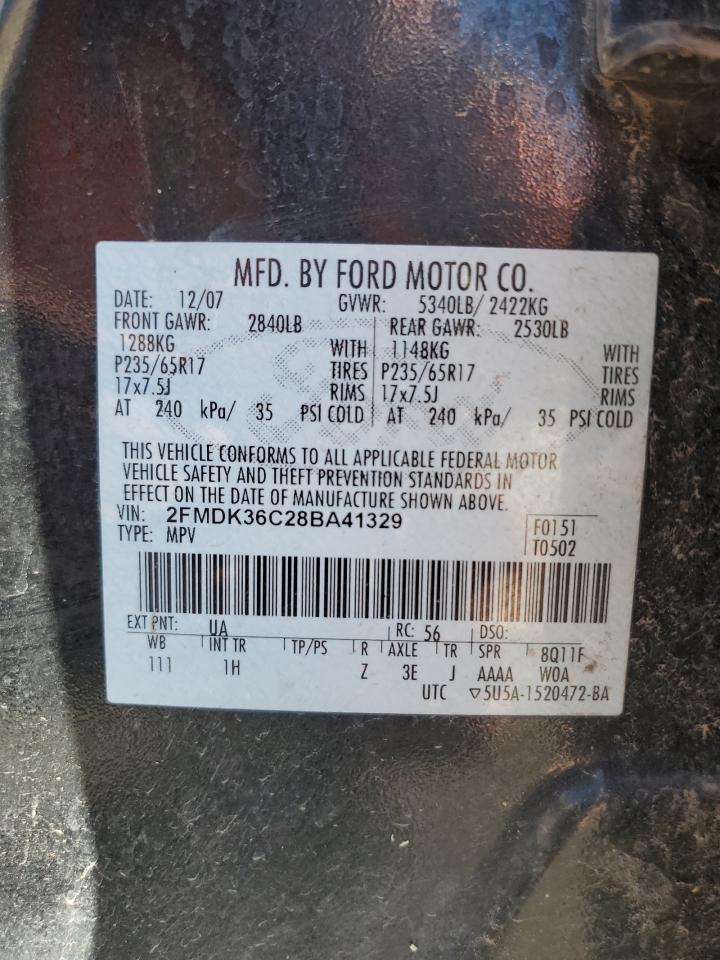 MFD. BY FORD MOTOR CO.
DATE: 12/07 GVWR: 5340LB/ 2422KG
FRONT GAWR: 2840LB REAR GAWR: 2530LB
1288KG WITH 1148KG WITH
P235/65R17 TIRES P235/65R17 TIRES
17x7.5J RIMS 17x7.5J RIMS
AT 240 kPa/ 35 PSI COLD AT 240 kPa/ 35 PSI COLD
THIS VEHICLE CONFORMS TO ALL APPLICABLE FEDERAL MOTOR
VEHICLE SAFETY AND THEFT PREVENTION STANDARDS IN
EFFECT ON THE DATE OF MANUFACTURE SHOWN ABOVE.
VIN: 2FMDK36C28BA41329 F0151
TYPE: MPV T0502
EXT PNT: UA RC: 56 DSO:
WB INT TR TP/PS R AXLE TR SPR 8Q11F
111 1H Z 3E J AAAA W0A
UTC ▽5U5A-1520472-BA